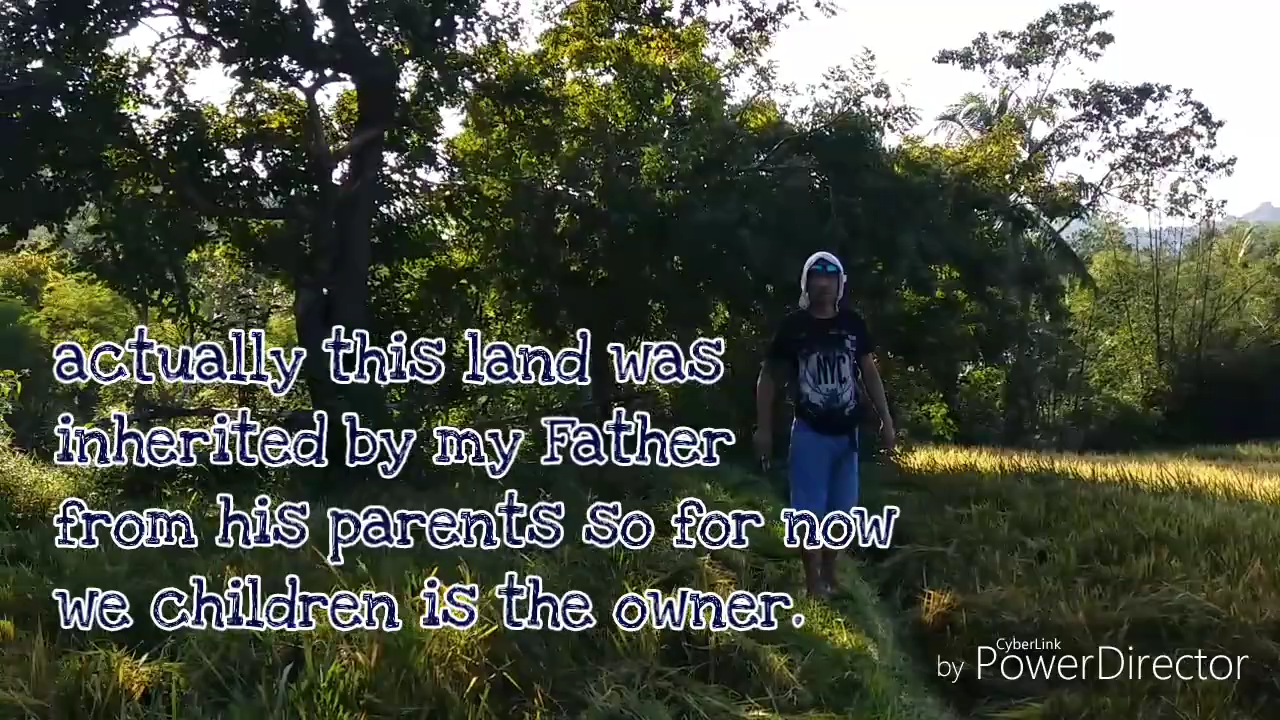 actually this land was
inherited by my Father
from his parents so for now
we children is the owner.
NYC
CyberLink
by PowerDirector